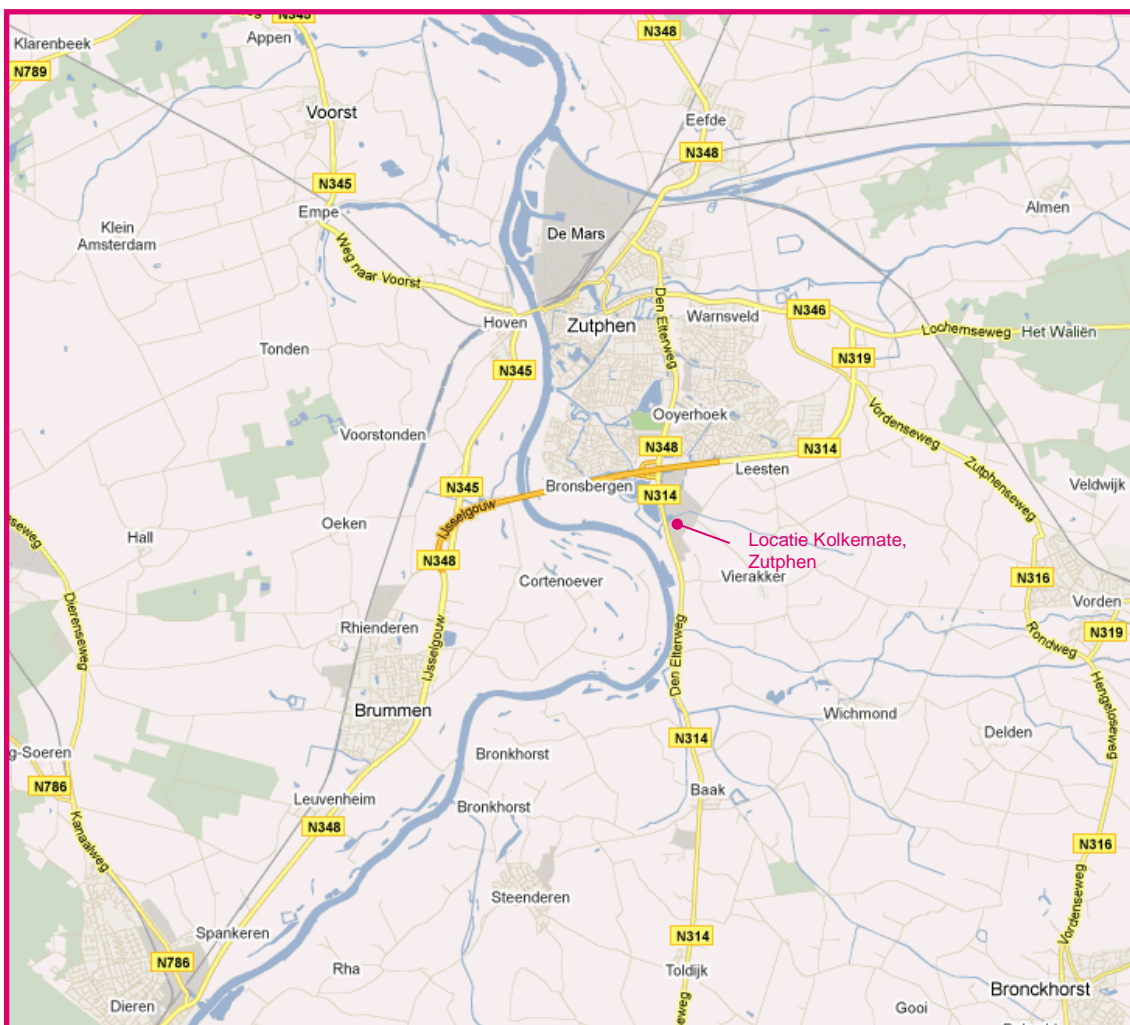 N345
Appen
Klarenbeek
N789
N348
Voorst
Eefde
N348
N345
Empe
Klein
Amsterdam
De Mars
Almen
Weg naar Voorst
Den Elterweg
Hoven
Zutphen
Warnsveld
N346
Lochemseweg
Het Waliën
Tonden
N345
N319
Vordenseweg
Ooyerhoek
Voorstonden
N348
Leesten
N314
Zutphenseweg
N345
Bronsbergen
N314
Veldwijk
IJsselgouw
Oeken
Hall
seweg
Locatie Kolkemate,
Zutphen
N348
Cortenoever
Vierakker
N316
Vorden
Dierenseweg
Rhienderen
N319
Rondweg
IJsselgouw
Den Elterweg
Hengeloseweg
Brummen
Wichmond
Delden
g-Soeren
Bronkhorst
N314
N786
Leuvenheim
Bronkhorst
Baak
N348
Kanaalweg
N316
Steenderen
Vordenseweg
Spankeren
N314
N786
Rha
Toldijk
Bronckhorst
Dieren
Gooi
seweg